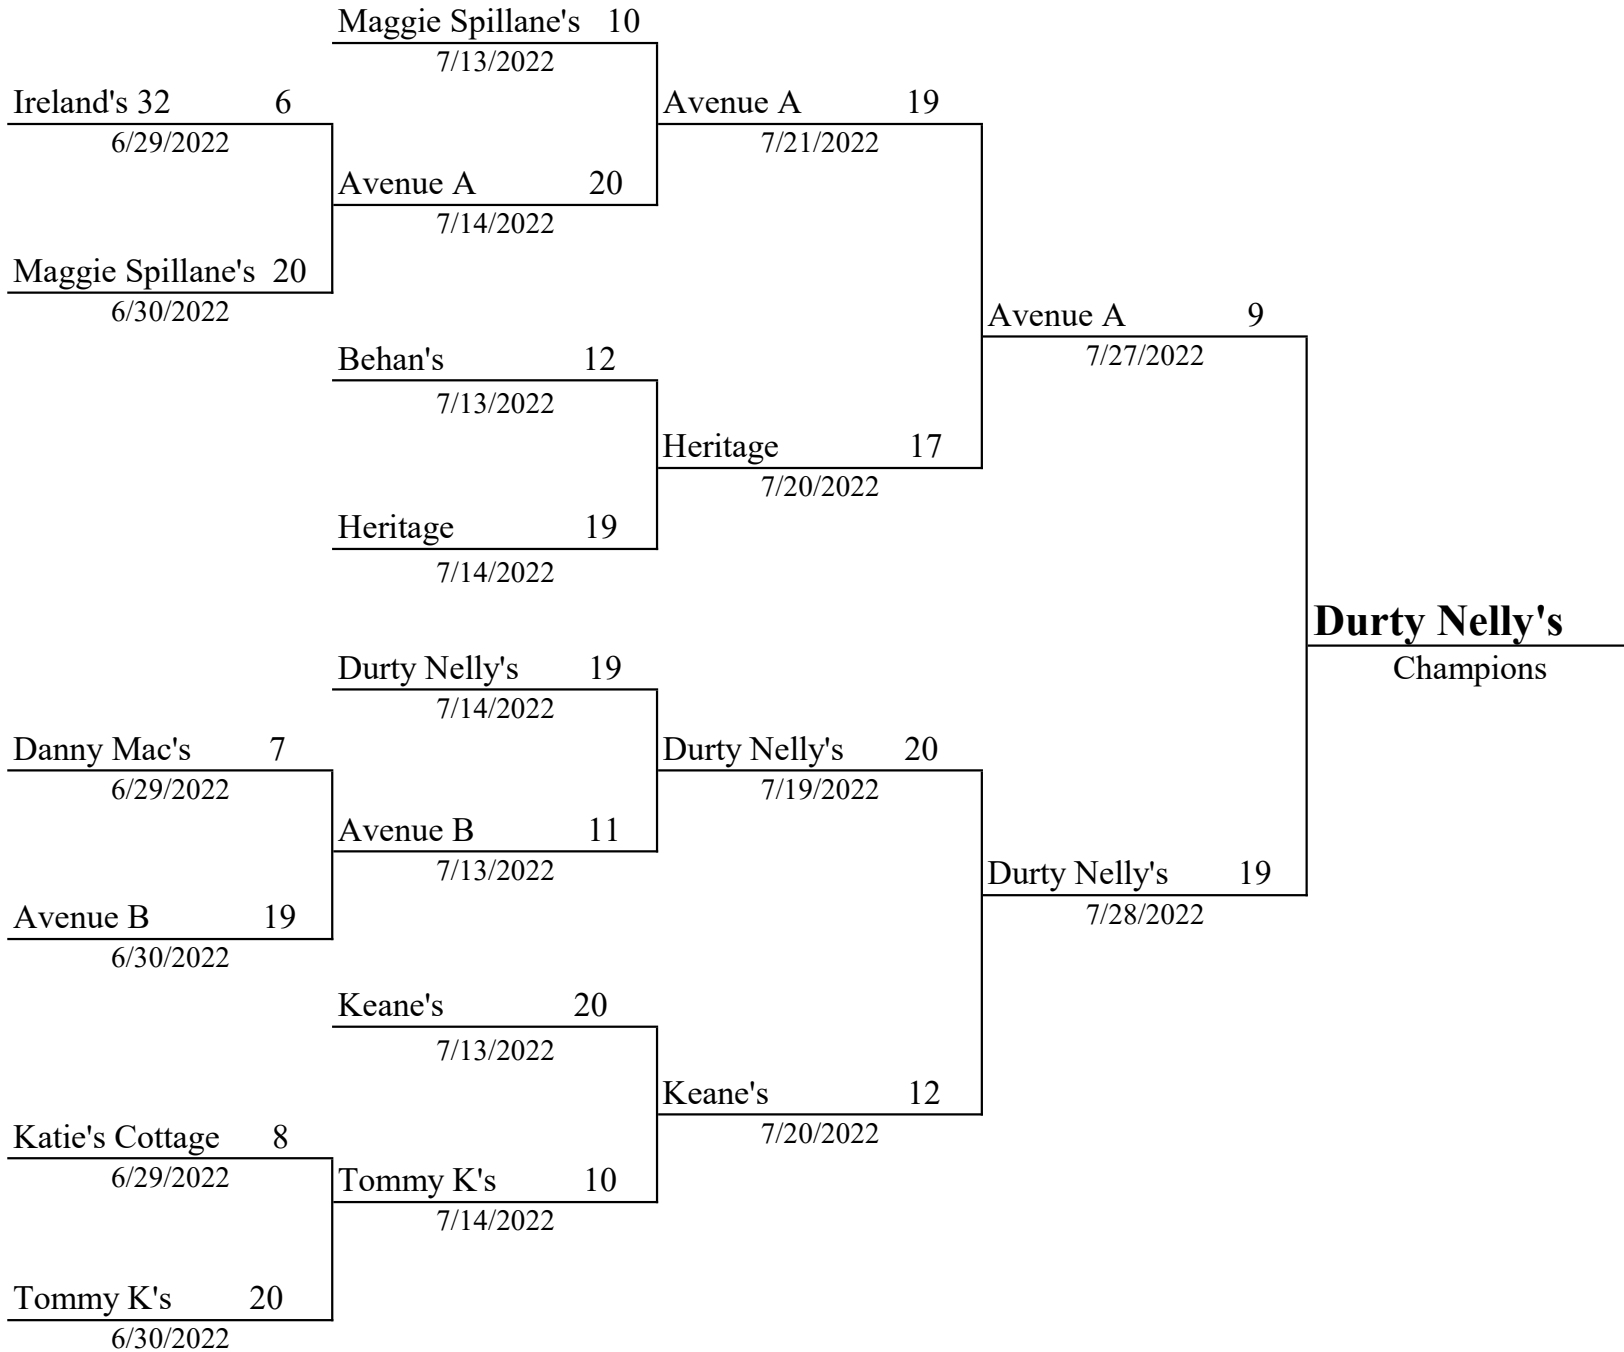 Maggie Spillane's 10
7/13/2022
Ireland's 32 6
Avenue A 19
6/29/2022
7/21/2022
Avenue A 20
7/14/2022
Maggie Spillane's 20
6/30/2022
Avenue A 9
7/27/2022
Behan's 12
7/13/2022
Heritage 17
7/20/2022
Heritage 19
7/14/2022
Durty Nelly's
Champions
Durty Nelly's 19
7/14/2022
Danny Mac's 7
Durty Nelly's 20
6/29/2022
7/19/2022
Avenue B 11
7/13/2022
Durty Nelly's 19
7/28/2022
Avenue B 19
6/30/2022
Keane's 20
7/13/2022
Keane's 12
7/20/2022
Katie's Cottage 8
6/29/2022
Tommy K's 10
7/14/2022
Tommy K's 20
6/30/2022